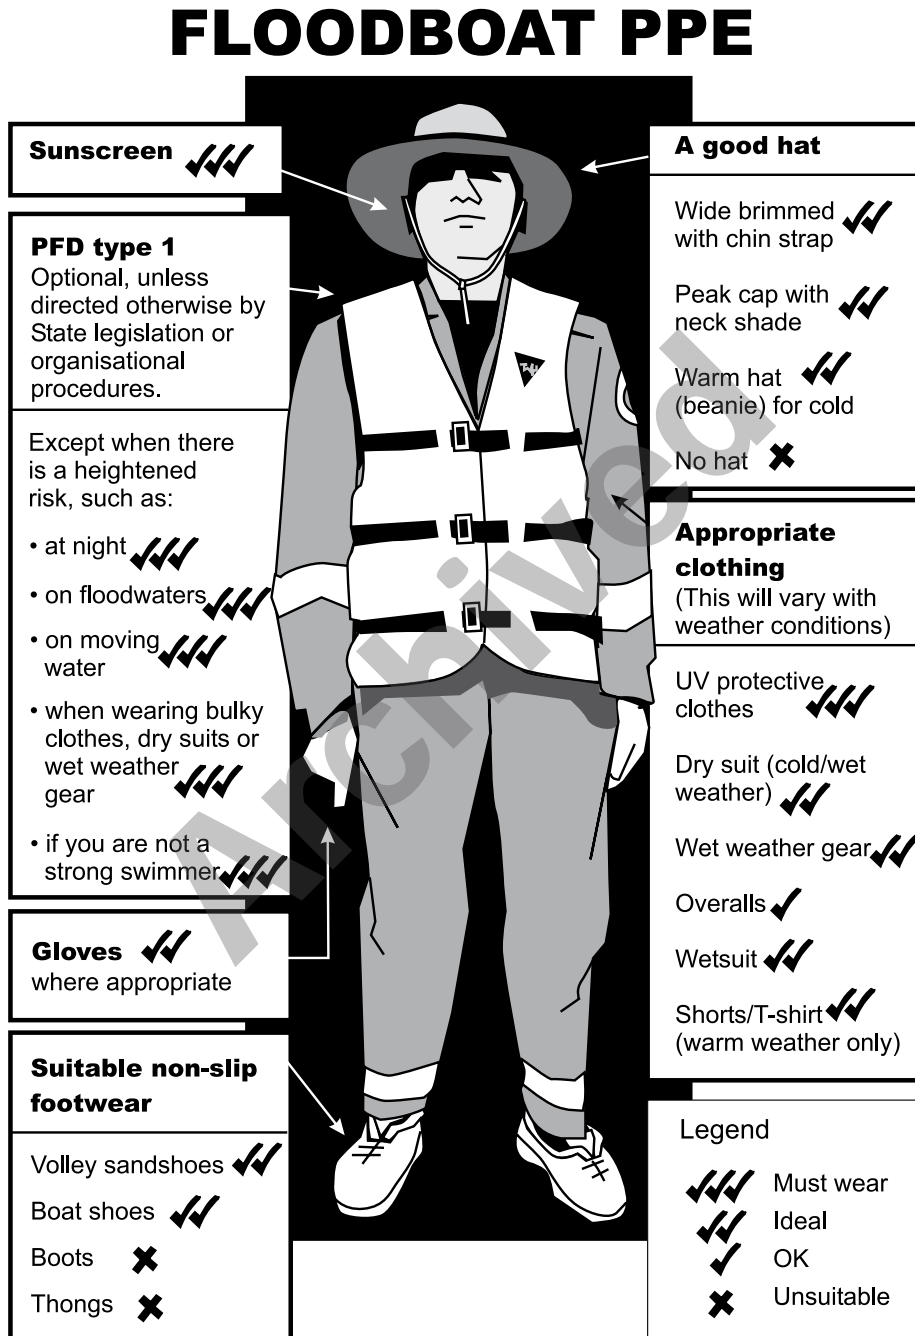 FLOODBOAT PPE
Sunscreen
PFD type 1
Optional, unless
directed otherwise by
State legislation or
organisational
procedures.
Except when there
is a heightened
risk, such as:
• at night
• on floodwaters
• on moving
water
• when wearing bulky
clothes, dry suits or
wet weather
gear
• if you are not a
strong swimmer
Gloves
where appropriate
Suitable non-slip
footwear
Volley sandshoes
Boat shoes
Boots
Thongs
A good hat
Wide brimmed
with chin strap
Peak cap with
neck shade
Warm hat
(beanie) for cold
No hat
Appropriate
clothing
(This will vary with
weather conditions)
UV protective
clothes
Dry suit (cold/wet
weather)
Wet weather gear
Overalls
Wetsuit
Shorts/T-shirt
(warm weather only)
Legend
Must wear
Ideal
OK
Unsuitable
Archived